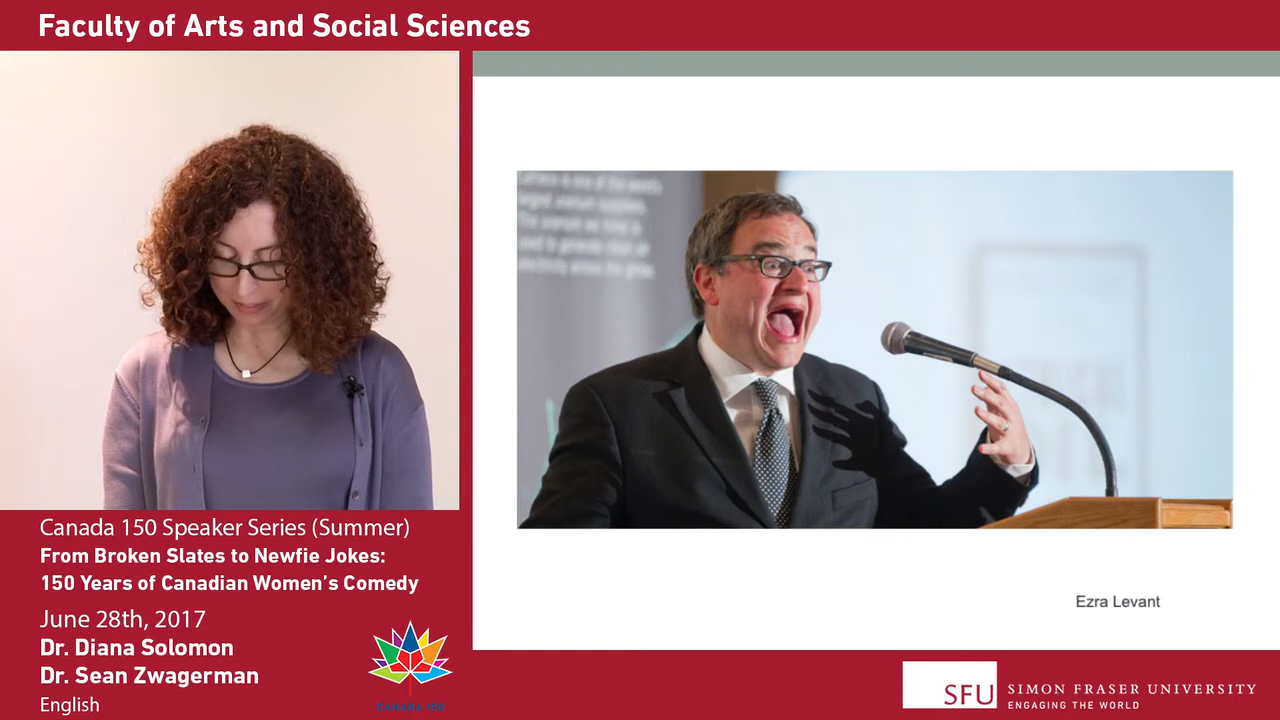 Faculty of Arts and Social Sciences
Canada 150 Speaker Series (Summer)
From Broken Slates to Newfie Jokes:
150 Years of Canadian Women's Comedy
June 28th, 2017
Dr. Diana Solomon
Dr. Sean Zwagerman
English
CANADA 150
Ezra Levant
SFU
SIMON FRASER UNIVERSITY
ENGAGING THE WORLD